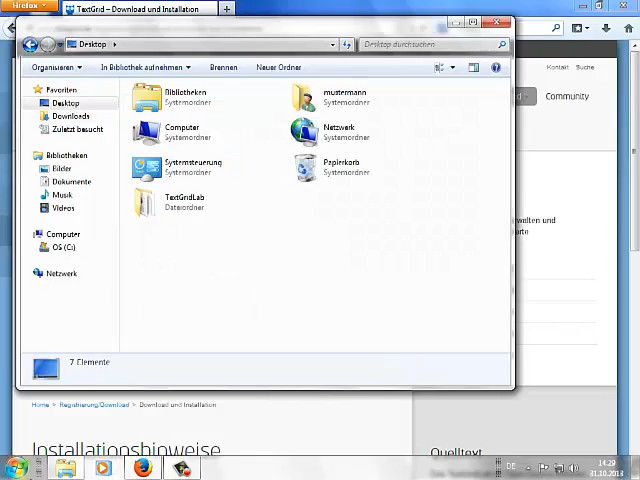 Firefox
TextGrid – Download und Installation
Desktop
Desktop durchsuchen
Kontakt Suche
Organisieren
In Bibliothek aufnehmen
Brennen
Neuer Ordner
Community
Favoriten
Desktop
Downloads
Zuletzt besucht
Bibliotheken
Bilder
Dokumente
Musik
Videos
Computer
OS (C:)
Netzwerk
Bibliotheken
Systemordner
mustermann
Systemordner
Computer
Systemordner
Netzwerk
Systemordner
Systemsteuerung
Systemordner
Papierkorb
Systemordner
TextGridLab
Dateiordner
7 Elemente
Home > Registrierung/Download > Download und Installation
Installationshinweise
Quelltext
DE
14:29
31.10.2013